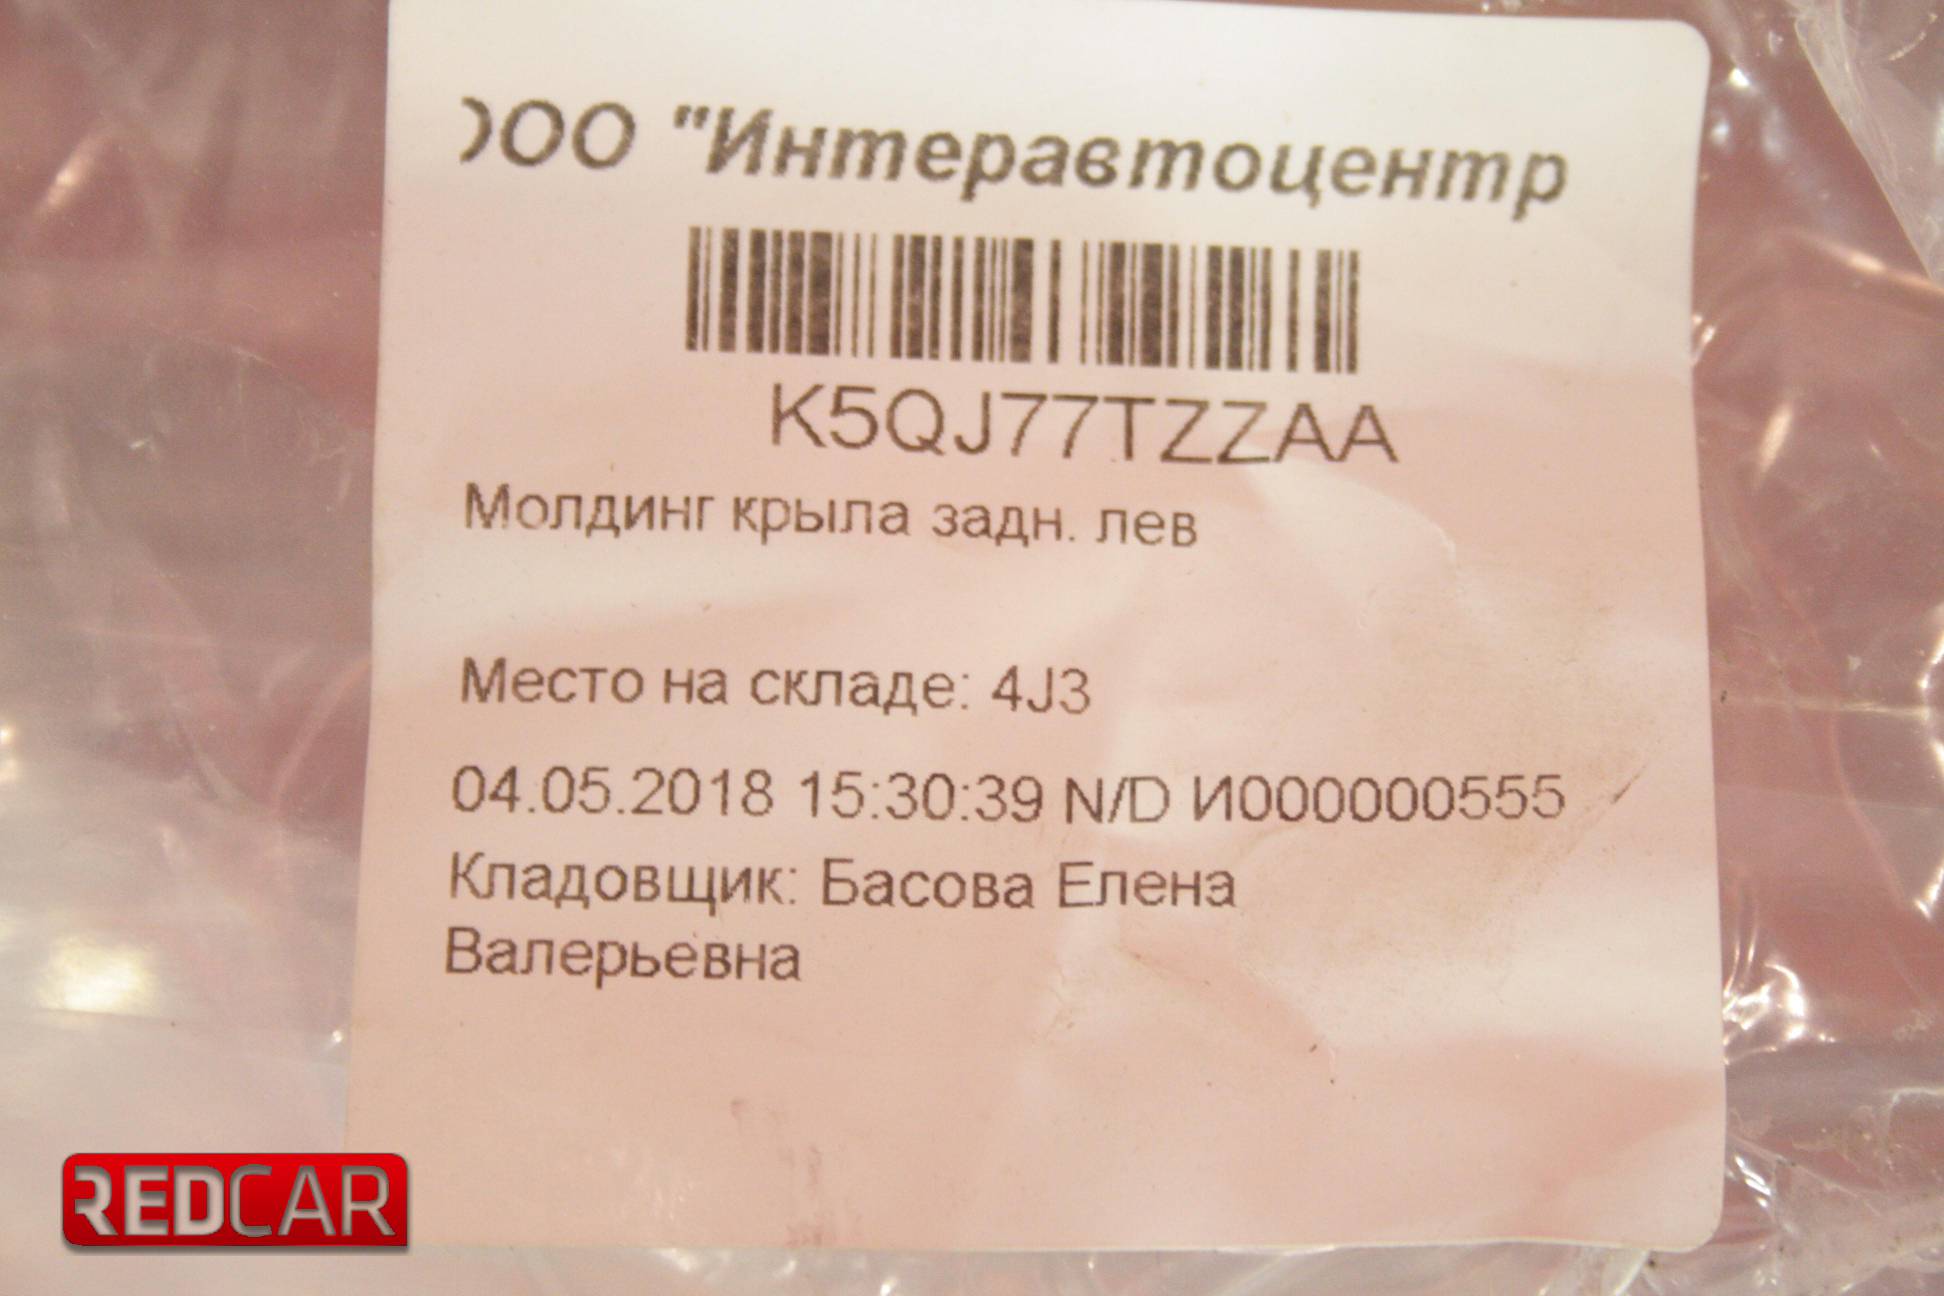 ООО "Интеравтоцентр
K5QJ77TZZAA
Молдинг крыла задн. лев
Место на складе: 4J3
04.05.2018 15:30:39 N/D И000000555
Кладовщик: Басова Елена
Валерьевна
REDCAR